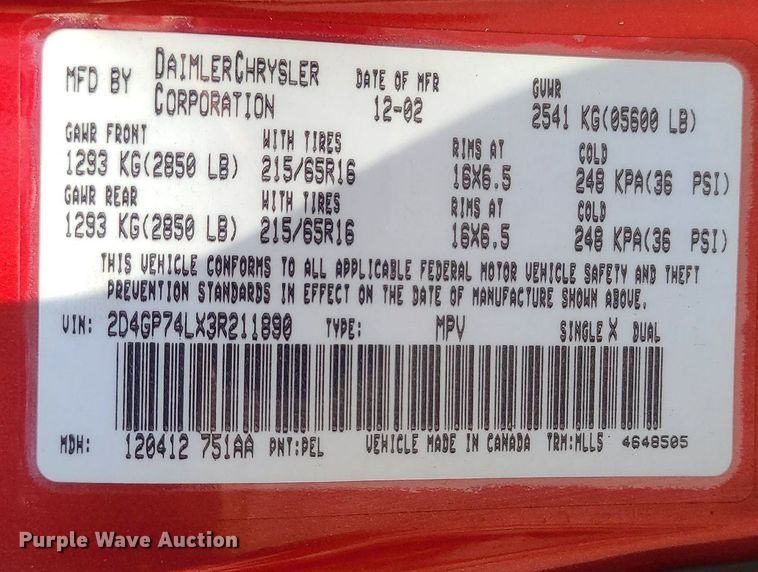 MFD BY DAIMLERCHRYSLER CORPORATION DATE OF MFR 12-02 GVWR 2541 KG(05600 LB)
GAWR FRONT WITH TIRES RIMS AT COLD
1293 KG(2850 LB) 215/65R16 16X6.5 248 KPA(36 PSI)
GAWR REAR WITH TIRES RIMS AT COLD
1293 KG(2850 LB) 215/65R16 16X6.5 248 KPA(36 PSI)
THIS VEHICLE CONFORMS TO ALL APPLICABLE FEDERAL MOTOR VEHICLE SAFETY AND THEFT
PREVENTION STANDARDS IN EFFECT ON THE DATE OF MANUFACTURE SHOWN ABOVE.
VIN: 2D4GP74LX3R211890 TYPE: MPV SINGLE X DUAL
MDH: 120412 751AA PNT:PEL VEHICLE MADE IN CANADA TRM:MLLS 4648505
Purple Wave Auction